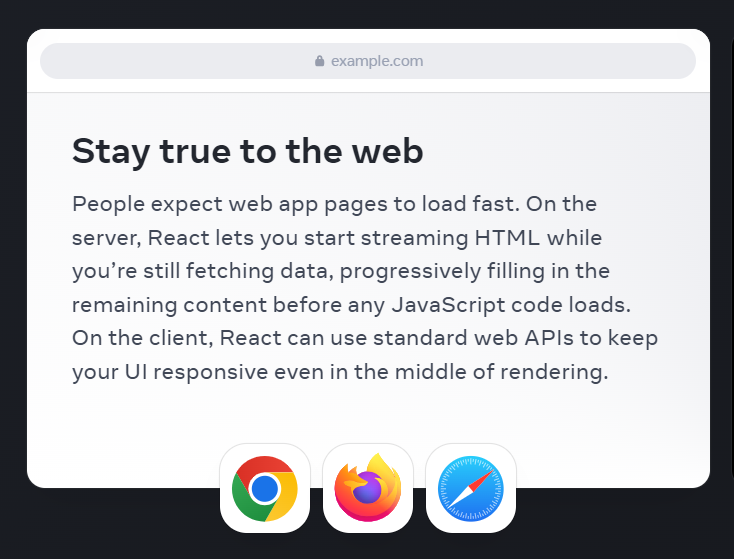 example.com
Stay true to the web
People expect web app pages to load fast. On the
server, React lets you start streaming HTML while
you’re still fetching data, progressively filling in the
remaining content before any JavaScript code loads.
On the client, React can use standard web APIs to keep
your UI responsive even in the middle of rendering.